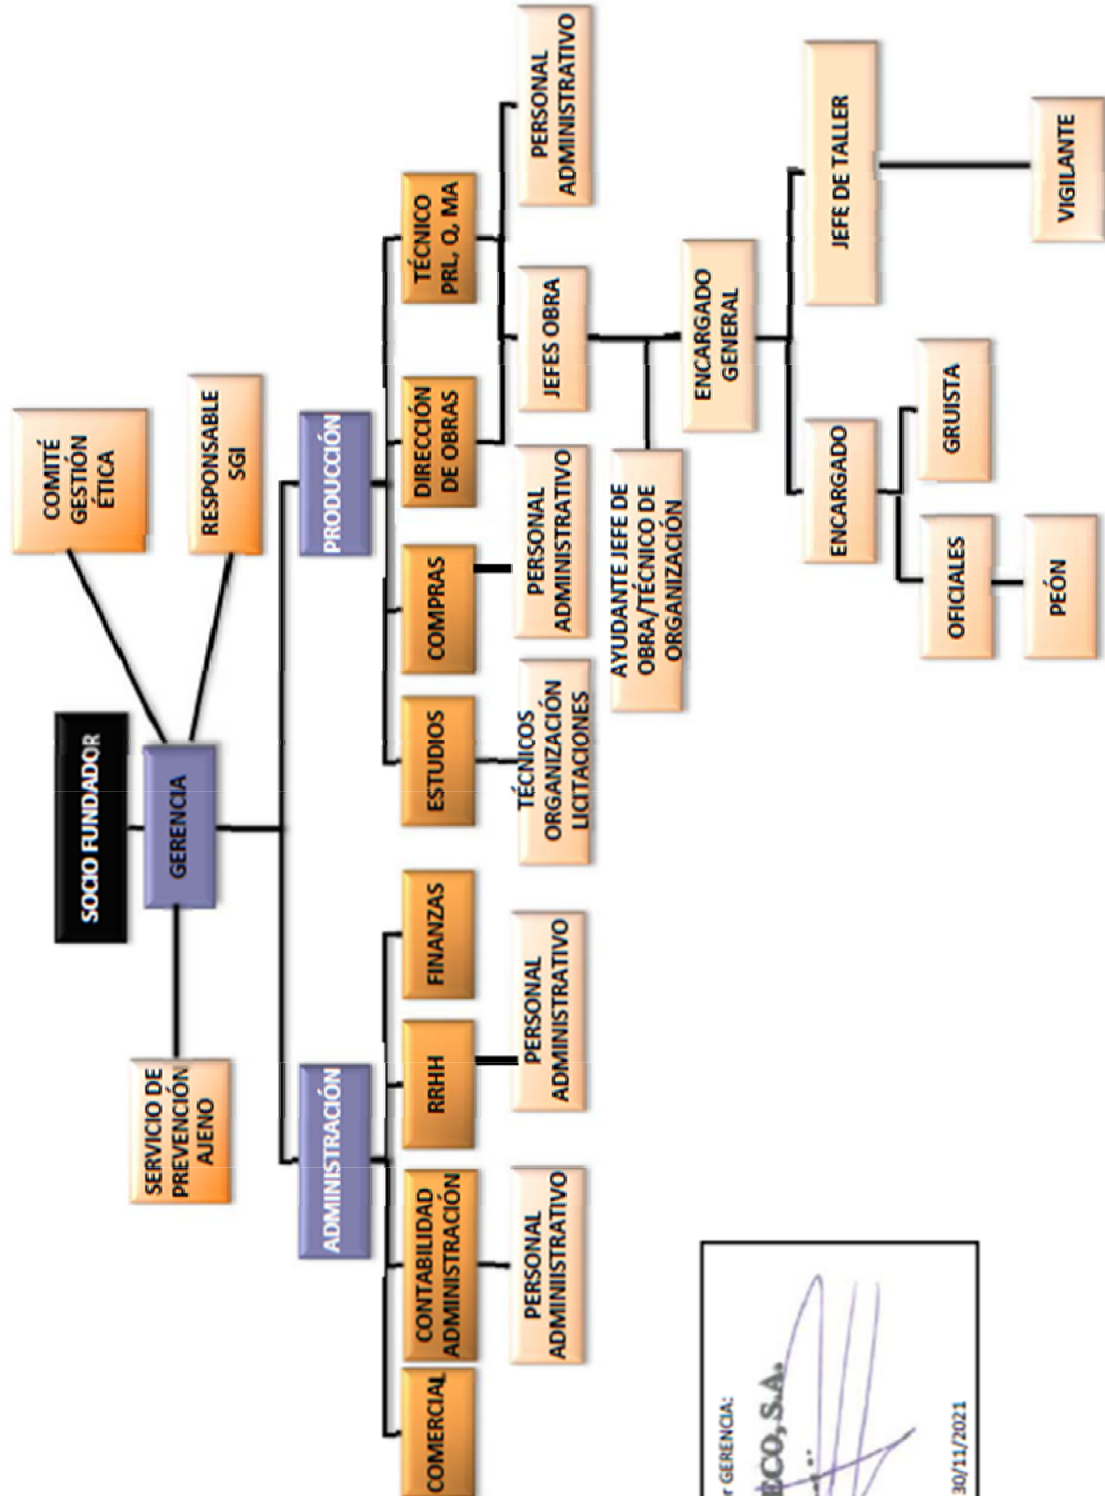 SOCIO FUNDADOR
COMITÉ
GESTIÓN
ÉTICA
GERENCIA
RESPONSABLE
SGI
SERVICIO DE
PREVENCIÓN
AJENO
ADMINISTRACIÓN
PRODUCCIÓN
COMERCIAL
CONTABILIDAD
ADMINISTRACIÓN
RRHH
FINANZAS
ESTUDIOS
COMPRAS
DIRECCIÓN
DE OBRAS
TÉCNICO
PRL, Q, MA
PERSONAL
ADMINIISTRATIVO
PERSONAL
ADMINISTRATIVO
TÉCNICOS
ORGANIZACIÓN
LICITACIONES
PERSONAL
ADMINISTRATIVO
JEFES OBRA
PERSONAL
ADMINISTRATIVO
AYUDANTE JEFE DE
OBRA/TÉCNICO DE
ORGANIZACIÓN
ENCARGADO
GENERAL
ENCARGADO
JEFE DE TALLER
OFICIALES
GRUISTA
PEÓN
VIGILANTE
r GERENCIA:
ECO, S.A.
30/11/2021